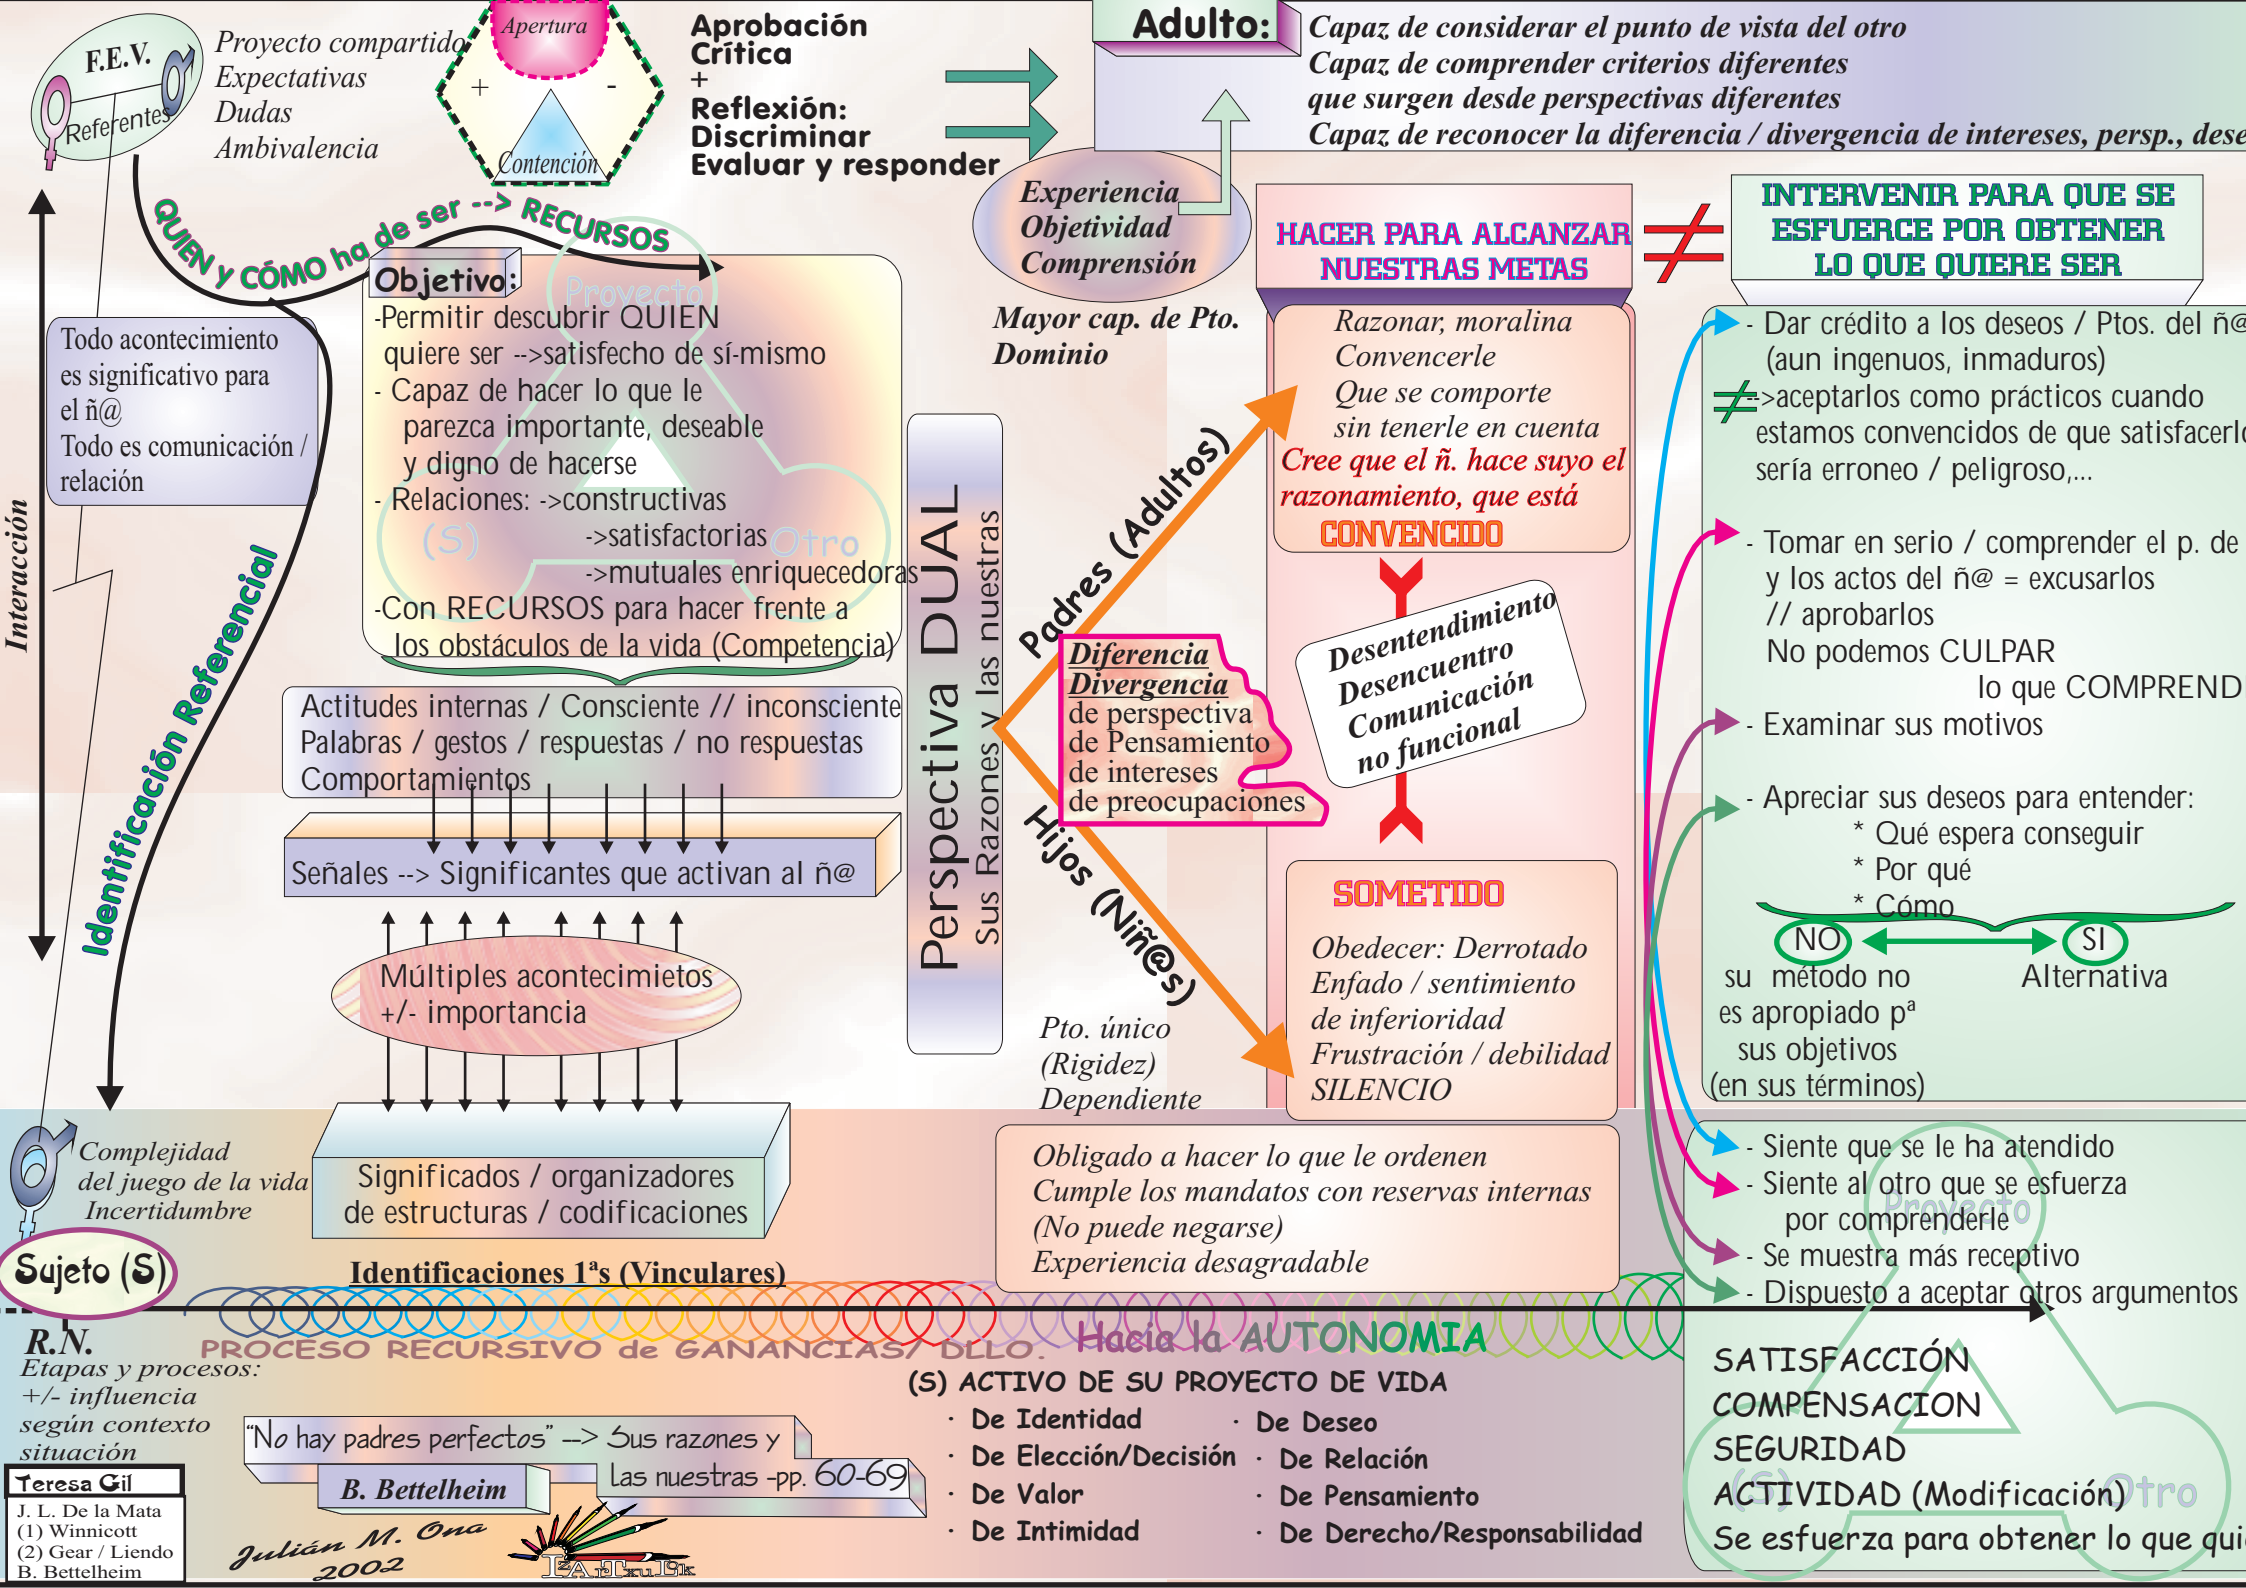 F.E.V.
Referentes
Proyecto compartido
Expectativas
Dudas
Ambivalencia
Apertura
+ -
Contención
Aprobación
Crítica
+
Reflexión:
Discriminar
Evaluar y responder
Adulto:
Capaz de considerar el punto de vista del otro
Capaz de comprender criterios diferentes
que surgen desde perspectivas diferentes
Capaz de reconocer la diferencia / divergencia de intereses, persp., dese
Experiencia
Objetividad
Comprensión
Mayor cap. de Pto.
Dominio
QUIEN y CÓMO ha de ser --> RECURSOS
Interacción
Todo acontecimiento
es significativo para
el ñ@
Todo es comunicación /
relación
Identificación Referencial
Objetivo:
Proyecto
(S)
Otro
-Permitir descubrir QUIEN
quiere ser -->satisfecho de sí-mismo
- Capaz de hacer lo que le
parezca importante, deseable
y digno de hacerse
- Relaciones: ->constructivas
->satisfactorias
->mutuales enriquecedoras
-Con RECURSOS para hacer frente a
los obstáculos de la vida (Competencia)
Actitudes internas / Consciente // inconsciente
Palabras / gestos / respuestas / no respuestas
Comportamientos
Señales --> Significantes que activan al ñ@
Múltiples acontecimietos
+/- importancia
Significados / organizadores
de estructuras / codificaciones
Perspectiva DUAL
Sus Razones y las nuestras
Padres (Adultos)
Diferencia
Divergencia
de perspectiva
de Pensamiento
de intereses
de preocupaciones
Hijos (Niñ@s)
Pto. único
(Rigidez)
Dependiente
HACER PARA ALCANZAR
NUESTRAS METAS
Razonar, moralina
Convencerle
Que se comporte
sin tenerle en cuenta
Cree que el ñ. hace suyo el
razonamiento, que está
CONVENCIDO
Desentendimiento
Desencuentro
Comunicación
no funcional
SOMETIDO
Obedecer: Derrotado
Enfado / sentimiento
de inferioridad
Frustración / debilidad
SILENCIO
Obligado a hacer lo que le ordenen
Cumple los mandatos con reservas internas
(No puede negarse)
Experiencia desagradable
≠
INTERVENIR PARA QUE SE
ESFUERCE POR OBTENER
LO QUE QUIERE SER
- Dar crédito a los deseos / Ptos. del ñ@
(aun ingenuos, inmaduros)
≠-->aceptarlos como prácticos cuando
estamos convencidos de que satisfacerlo
sería erroneo / peligroso,...
- Tomar en serio / comprender el p. de
y los actos del ñ@ = excusarlos
// aprobarlos
No podemos CULPAR
lo que COMPREND
- Examinar sus motivos
- Apreciar sus deseos para entender:
* Qué espera conseguir
* Por qué
* Cómo
NO SI
su método no
es apropiado pª
sus objetivos
(en sus términos)
Alternativa
- Siente que se le ha atendido
- Siente al otro que se esfuerza
por comprenderle
- Se muestra más receptivo
- Dispuesto a aceptar otros argumentos
Proyecto
(S)
Otro
SATISFACCIÓN
COMPENSACION
SEGURIDAD
ACTIVIDAD (Modificación)
Se esfuerza para obtener lo que qui
Complejidad
del juego de la vida
Incertidumbre
Sujeto (S)
Identificaciones 1ªs (Vinculares)
R.N.
PROCESO RECURSIVO de GANANCIAS/ DLLO.
Hacia la AUTONOMIA
Etapas y procesos:
+/- influencia
según contexto
situación
(S) ACTIVO DE SU PROYECTO DE VIDA
· De Identidad
· De Elección/Decisión
· De Valor
· De Intimidad
· De Deseo
· De Relación
· De Pensamiento
· De Derecho/Responsabilidad
"No hay padres perfectos" --> Sus razones y
Las nuestras -pp. 60-69
B. Bettelheim
Teresa Gil
J. L. De la Mata
(1) Winnicott
(2) Gear / Liendo
B. Bettelheim
Julián M. Ona
2002